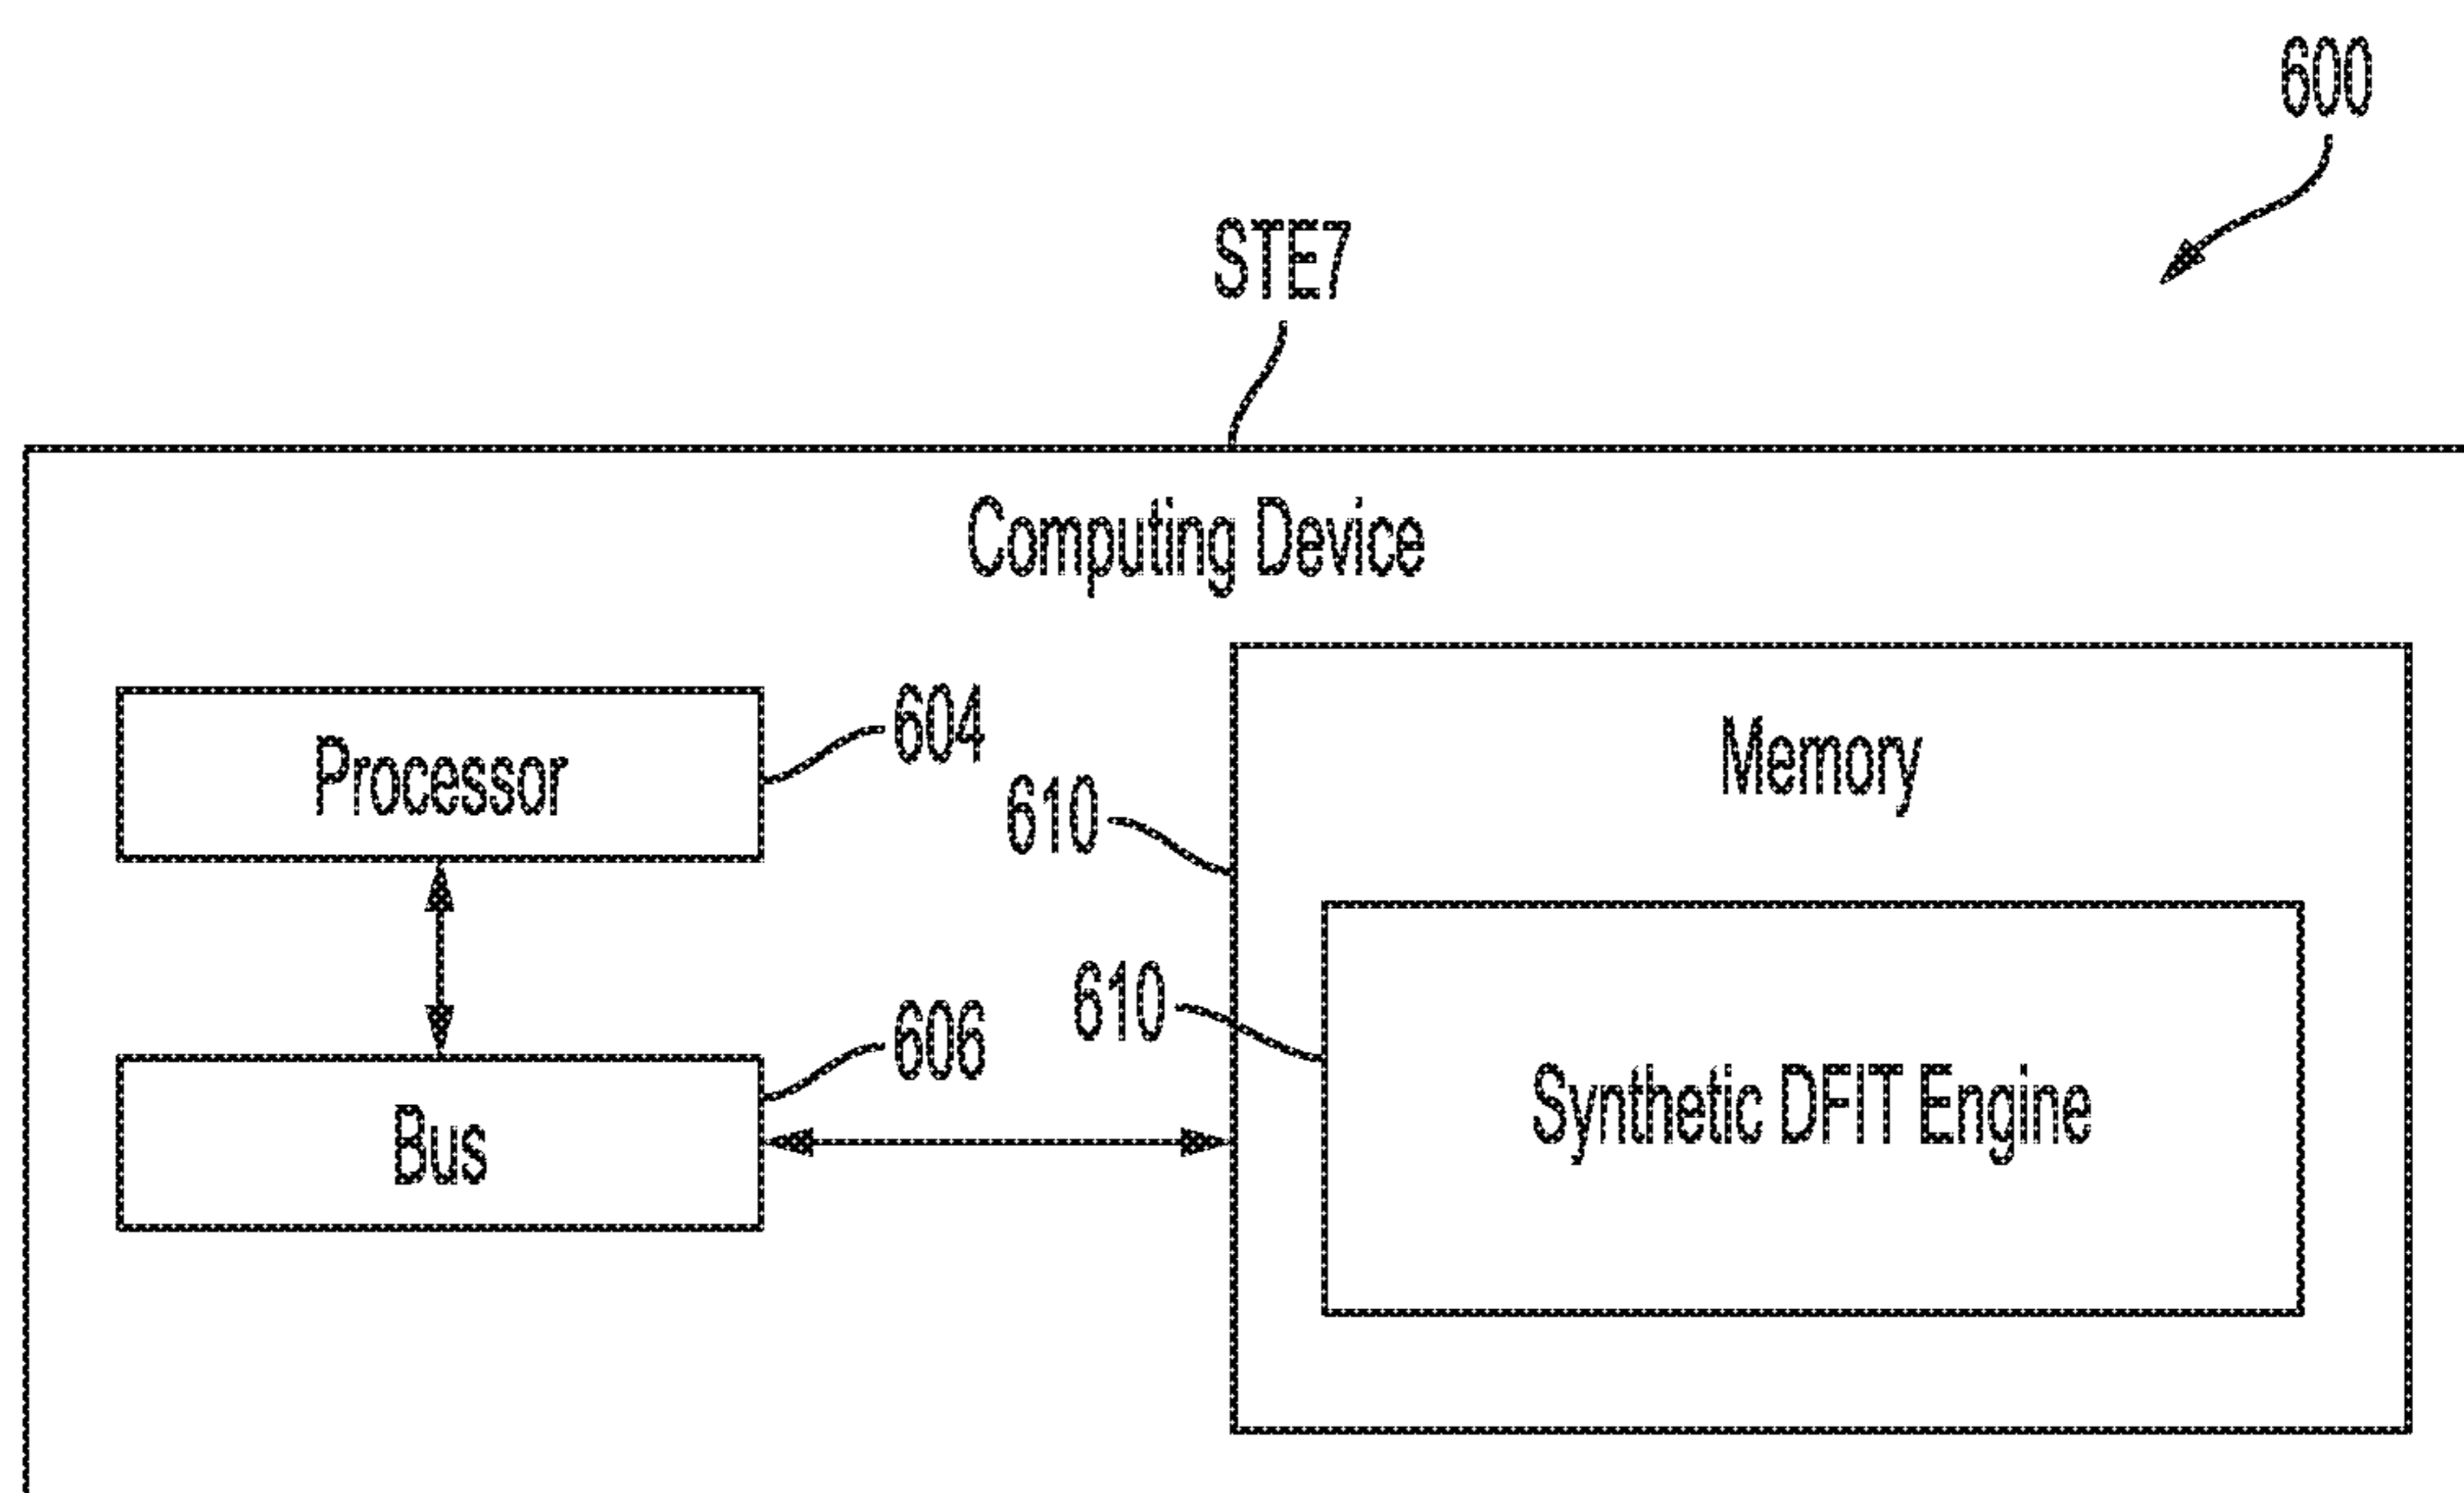 600
STE7
Computing Device
Processor
604
610
Memory
610
606
Bus
Synthetic DFIT Engine